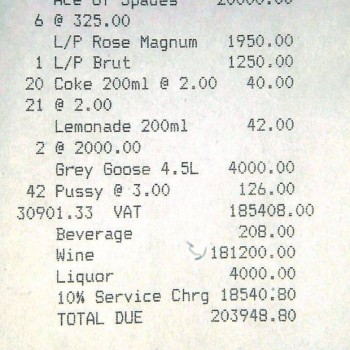 Ace of Spades 20000.00
6 @ 325.00
L/P Rose Magnum 1950.00
1 L/P Brut 1250.00
20 Coke 200ml @ 2.00 40.00
21 @ 2.00
Lemonade 200ml 42.00
2 @ 2000.00
Grey Goose 4.5L 4000.00
42 Pussy @ 3.00 126.00
30901.33 VAT 185408.00
Beverage 208.00
Wine 181200.00
Liquor 4000.00
10% Service Chrg 18540.80
TOTAL DUE 203948.80